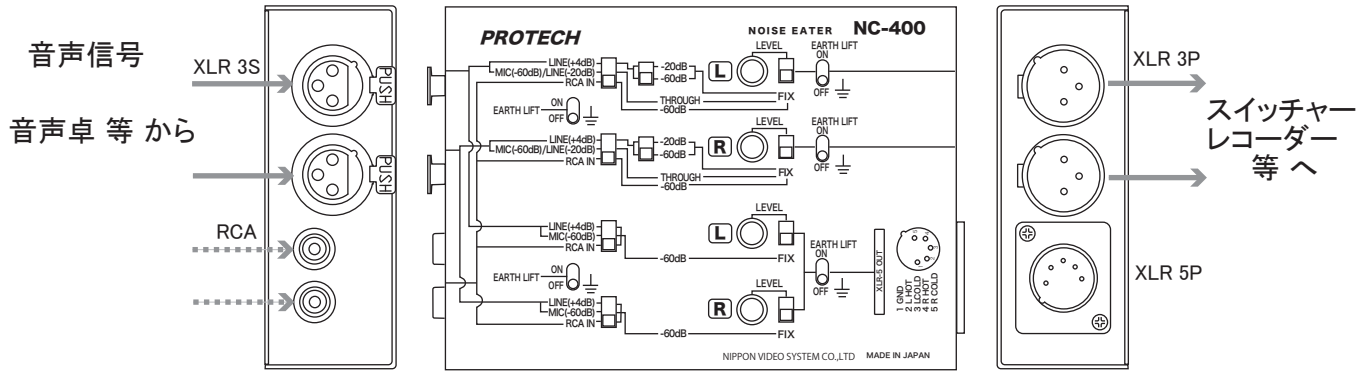 音声信号
XLR 3S
PUSH
音声卓 等 から
PUSH
RCA
PROTECH
NOISE EATER NC-400
LINE(+4dB)
MIC(-60dB)/LINE(-20dB)
RCA IN
-20dB
-60dB
THROUGH
-60dB
L
LEVEL
FIX
EARTH LIFT
ON
OFF
EARTH LIFT
ON
OFF
LINE(+4dB)
MIC(-60dB)/LINE(-20dB)
RCA IN
-20dB
-60dB
THROUGH
-60dB
R
LEVEL
FIX
EARTH LIFT
ON
OFF
LINE(+4dB)
MIC(-60dB)
RCA IN
-60dB
L
LEVEL
FIX
EARTH LIFT
ON
OFF
EARTH LIFT
ON
OFF
LINE(+4dB)
MIC(-60dB)
RCA IN
-60dB
R
LEVEL
FIX
XLR-5 OUT
1 GND
2 L HOT
3 LCOLD
4 R HOT
5 R COLD
NIPPON VIDEO SYSTEM CO.,LTD MADE IN JAPAN
XLR 3P
スイッチャー
レコーダー
等 へ
XLR 5P